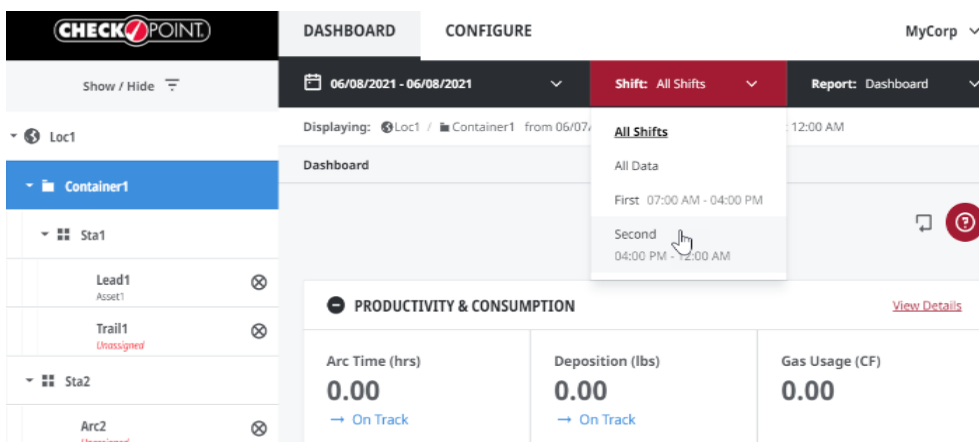 CHECK POINT.
DASHBOARD CONFIGURE MyCorp
Show / Hide
06/08/2021 - 06/08/2021 Shift: All Shifts Report: Dashboard
Displaying: Loc1 / Container1 from 06/07/ 12:00 AM
Loc1
All Shifts
Dashboard
All Data
Container1
First 07:00 AM - 04:00 PM
Sta1
Second
04:00 PM - 12:00 AM
Lead1
Asset1
PRODUCTIVITY & CONSUMPTION View Details
Trail1
Unassigned
Arc Time (hrs) Deposition (lbs) Gas Usage (CF)
Sta2
0.00 0.00 0.00
→ On Track → On Track
Arc2
Unassigned